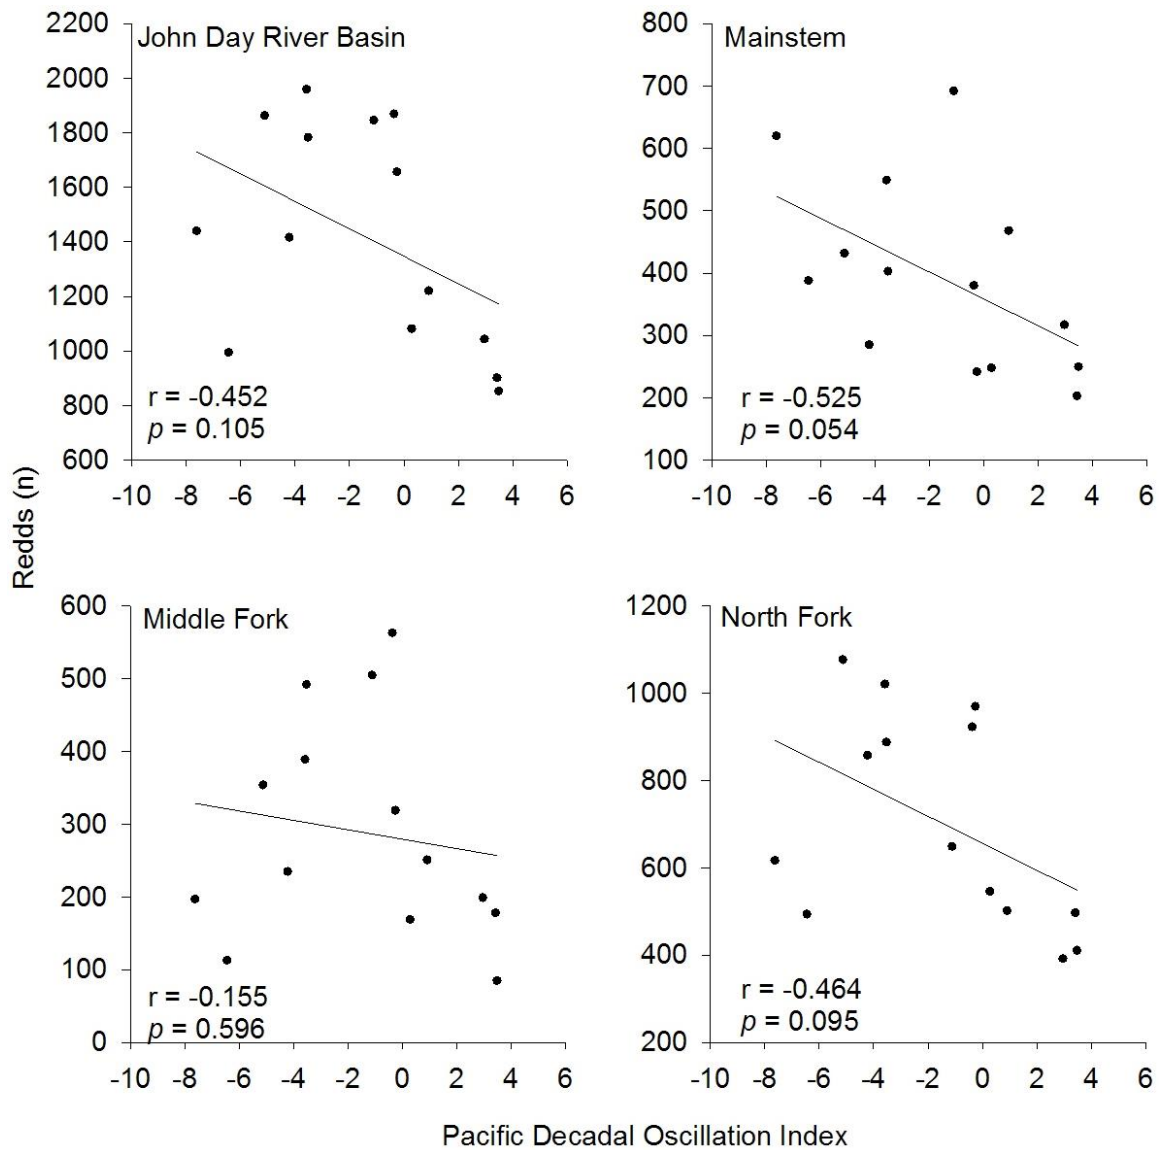 John Day River Basin
2200
2000
1800
1600
1400
1200
1000
800
600
r = -0.452
p = 0.105
-10 -8 -6 -4 -2 0 2 4 6
Mainstem
800
700
600
500
400
300
200
100
r = -0.525
p = 0.054
-10 -8 -6 -4 -2 0 2 4 6
Redds (n)
Middle Fork
600
500
400
300
200
100
0
r = -0.155
p = 0.596
-10 -8 -6 -4 -2 0 2 4 6
North Fork
1200
1000
800
600
400
200
r = -0.464
p = 0.095
-10 -8 -6 -4 -2 0 2 4 6
Pacific Decadal Oscillation Index